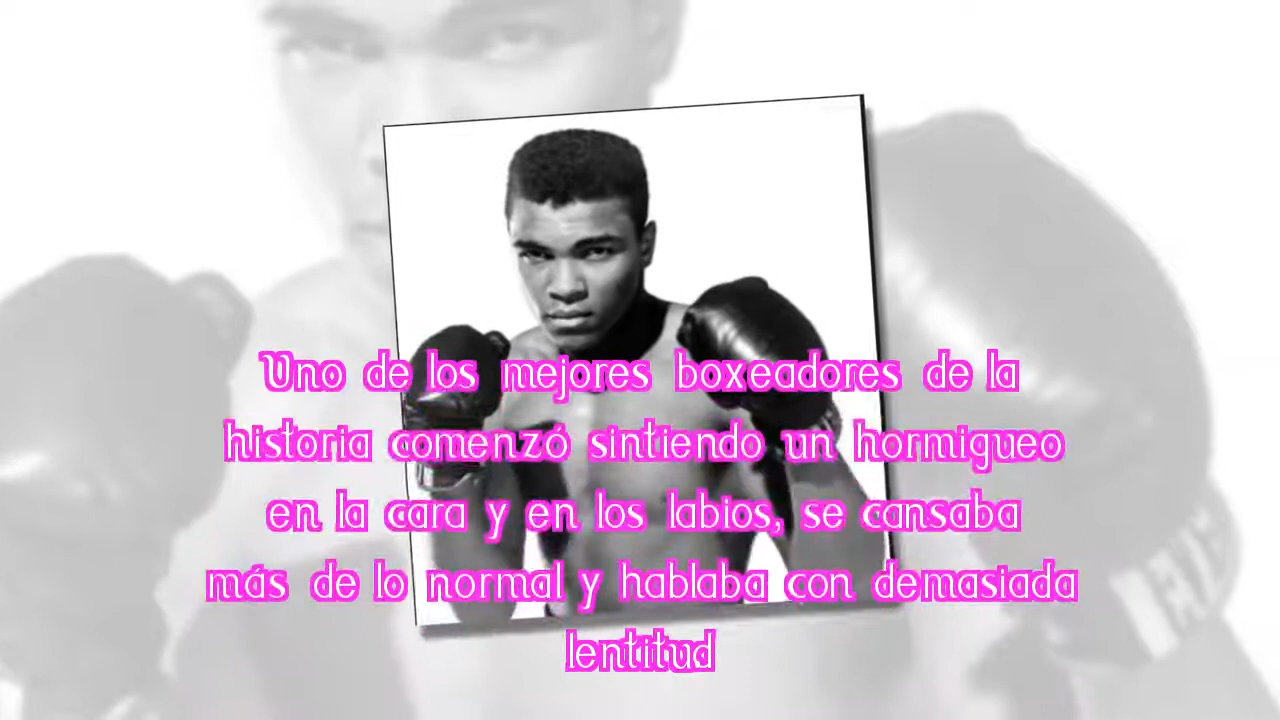 Uno de los mejores boxeadores de la
historia comenzó sintiendo un hormigueo
en la cara y en los labios, se cansaba
más de lo normal y hablaba con demasiada
lentitud